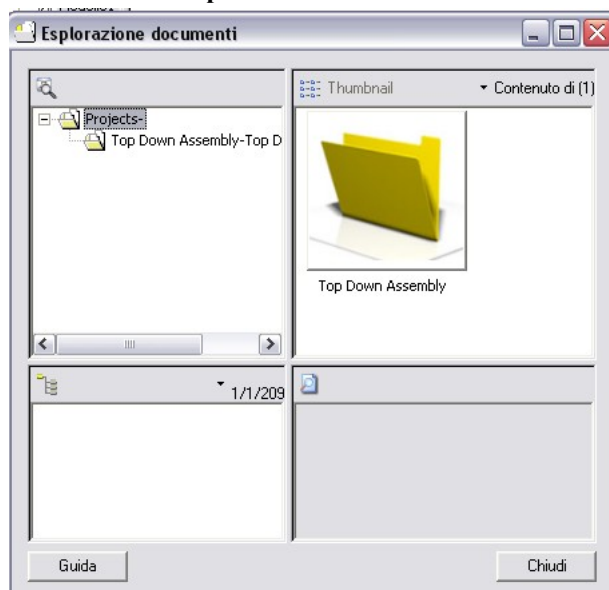 Esplorazione documenti
Thumbnail
Contenuto di (1)
Projects-
Top Down Assembly-Top D
Top Down Assembly
1/1/209
Guida
Chiudi